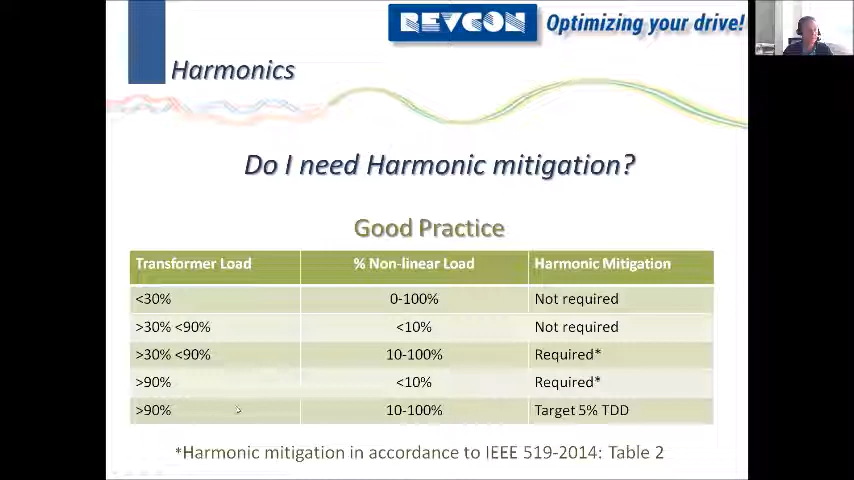 REVCON Optimizing your drive!
Harmonics
Do I need Harmonic mitigation?
Good Practice
Transformer Load % Non-linear Load Harmonic Mitigation
<30% 0-100% Not required
>30% <90% <10% Not required
>30% <90% 10-100% Required*
>90% <10% Required*
>90% 10-100% Target 5% TDD
*Harmonic mitigation in accordance to IEEE 519-2014: Table 2